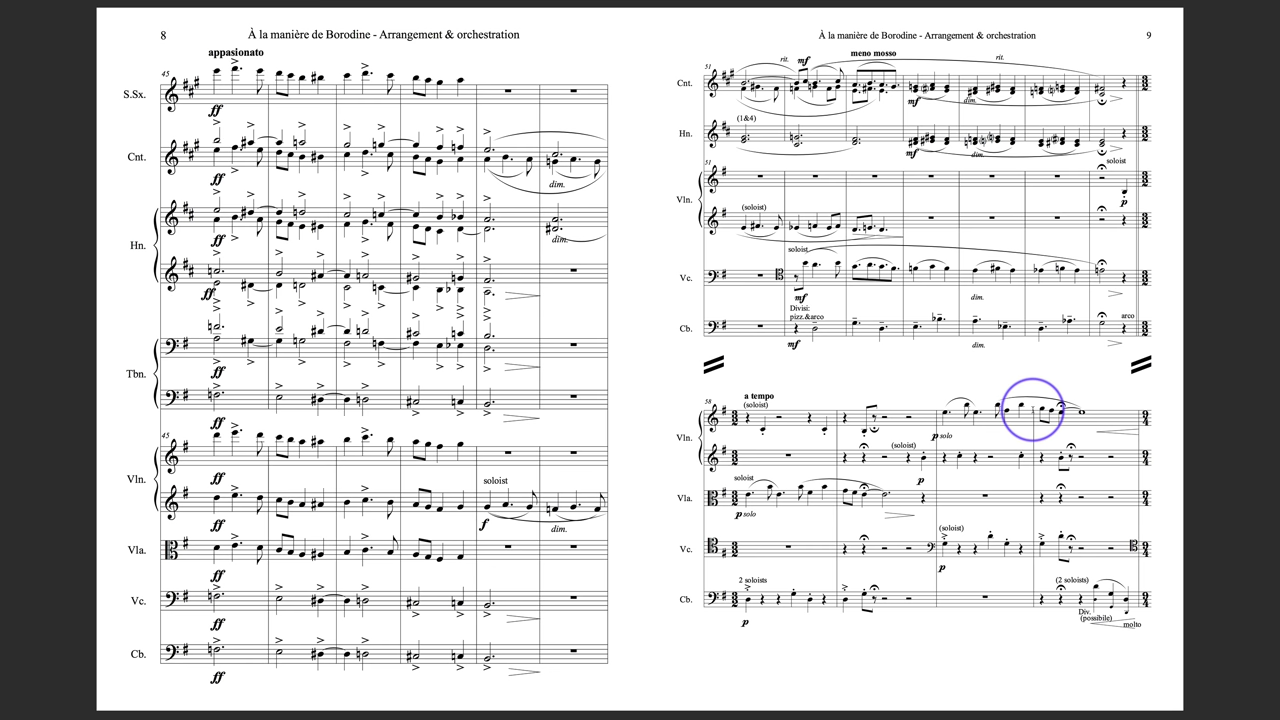 8
À la manière de Borodine - Arrangement & orchestration
appasionato
45
S.Sx.
ff
Cnt.
ff
dim.
Hn.
ff
dim.
ff
Tbn.
ff
ff
45
Vln.
ff
soloist
ff
f
dim.
Vla.
ff
Vc.
ff
Cb.
ff
À la manière de Borodine - Arrangement & orchestration
9
51
rit.
mf
meno mosso
rit.
Cnt.
mf
dim.
(1&4)
Hn.
mf
dim.
51
soloist
Vln.
p
(soloist)
soloist
Vc.
mf
dim.
Divisi:
pizz.&arco
arco
Cb.
mf
dim.
58
a tempo
(soloist)
Vln.
p solo
(soloist)
p
soloist
Vla.
p solo
(soloist)
Vc.
p
2 soloists
(2 soloists)
Cb.
p
Div.
(possibile)
molto